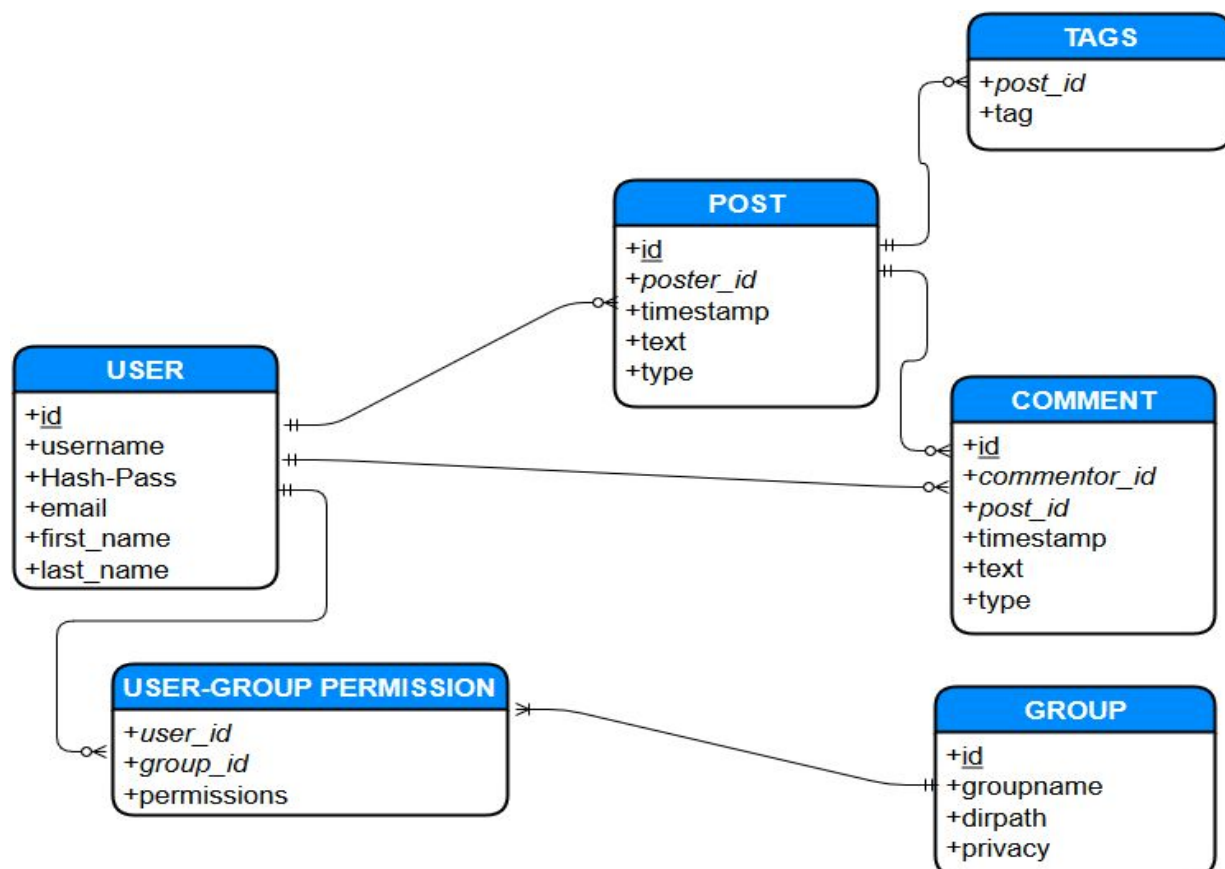 TAGS
+post_id
+tag
POST
+id
+poster_id
+timestamp
+text
+type
USER
+id
+username
+Hash-Pass
+email
+first_name
+last_name
COMMENT
+id
+commentor_id
+post_id
+timestamp
+text
+type
USER-GROUP PERMISSION
+user_id
+group_id
+permissions
GROUP
+id
+groupname
+dirpath
+privacy